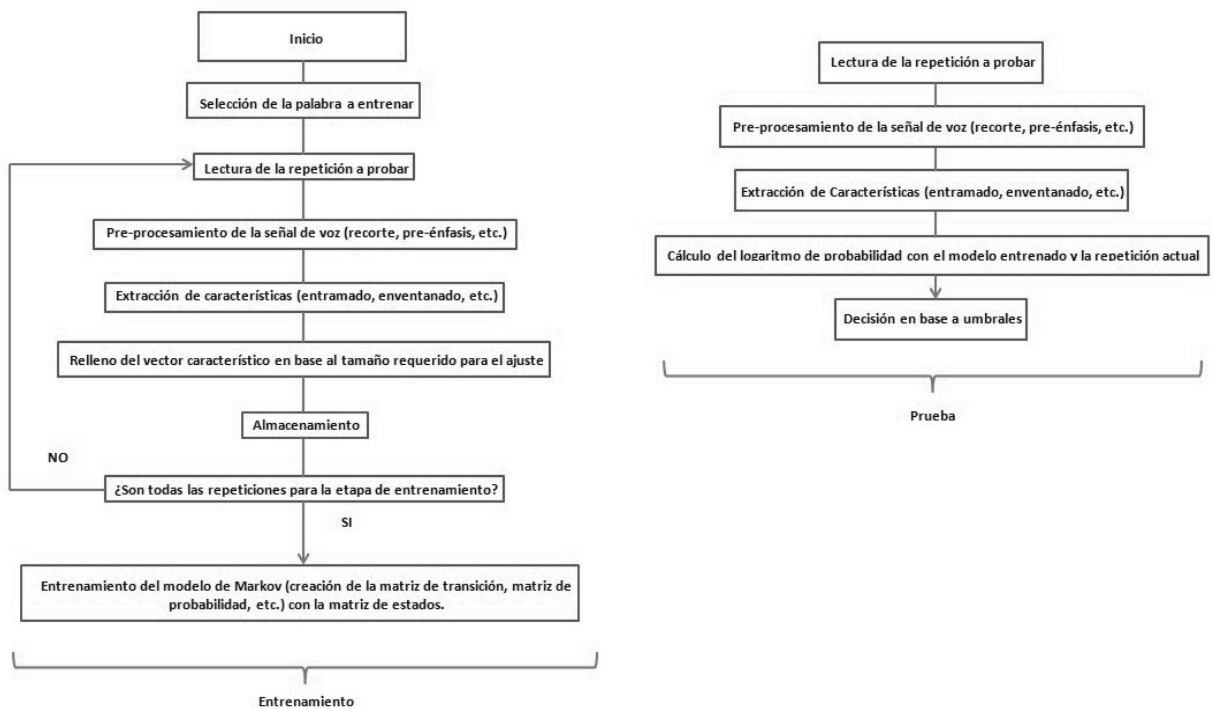 Inicio
Selección de la palabra a entrenar
Lectura de la repetición a probar
Pre-procesamiento de la señal de voz (recorte, pre-énfasis, etc.)
Extracción de características (entramado, enventanado, etc.)
Relleno del vector característico en base al tamaño requerido para el ajuste
Almacenamiento
NO
¿Son todas las repeticiones para la etapa de entrenamiento?
SI
Entrenamiento del modelo de Markov (creación de la matriz de transición, matriz de
probabilidad, etc.) con la matriz de estados.
Entrenamiento
Lectura de la repetición a probar
Pre-procesamiento de la señal de voz (recorte, pre-énfasis, etc.)
Extracción de Características (entramado, enventanado, etc.)
Cálculo del logaritmo de probabilidad con el modelo entrenado y la repetición actual
Decisión en base a umbrales
Prueba